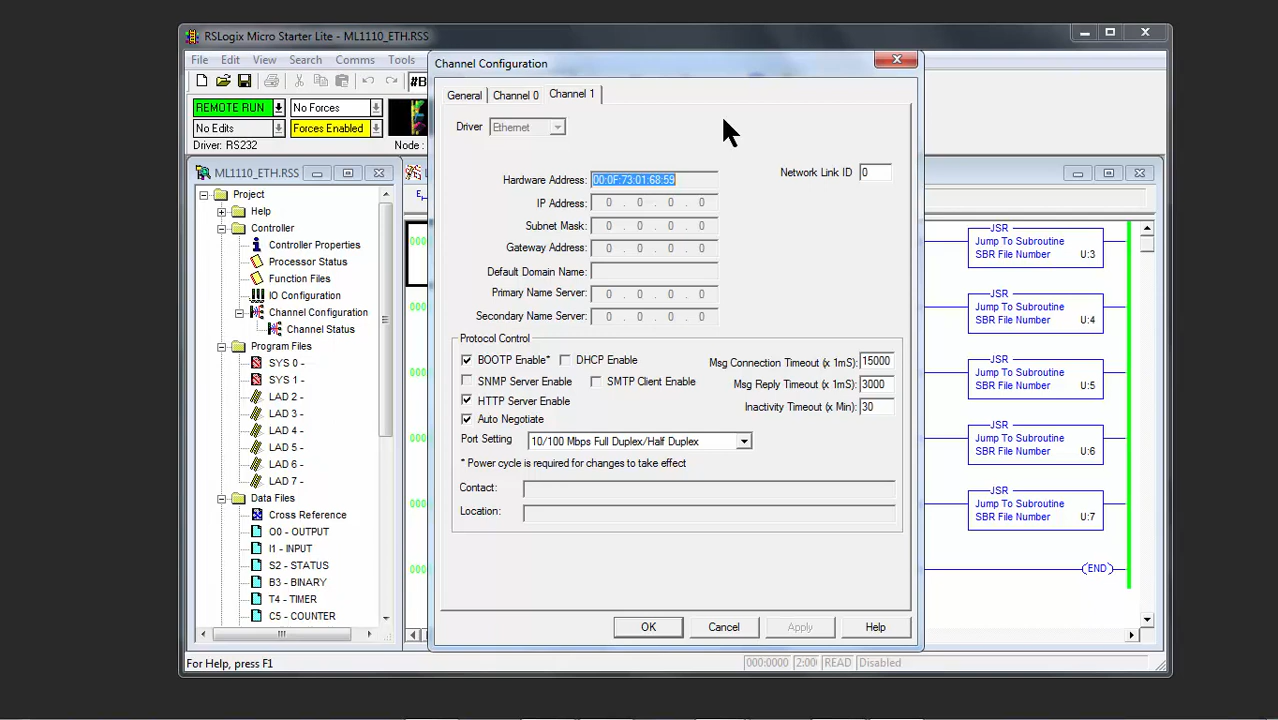 RSLogix Micro Starter Lite - ML1110_ETH.RSS
File Edit View Search Comms Tools
#B
REMOTE RUN No Forces
No Edits Forces Enabled
Driver: RS232 Node:
ML1110_ETH.RSS
Project
Help
Controller
Controller Properties
Processor Status
Function Files
IO Configuration
Channel Configuration
Channel Status
Program Files
SYS 0 -
SYS 1 -
LAD 2 -
LAD 3 -
LAD 4 -
LAD 5 -
LAD 6 -
LAD 7 -
Data Files
Cross Reference
O0 - OUTPUT
I1 - INPUT
S2 - STATUS
B3 - BINARY
T4 - TIMER
C5 - COUNTER
Channel Configuration
General Channel 0 Channel 1
Driver Ethernet
Hardware Address: 00:0F:73:01:68:59
Network Link ID 0
IP Address: 0 . 0 . 0 . 0
Subnet Mask: 0 . 0 . 0 . 0
Gateway Address: 0 . 0 . 0 . 0
Default Domain Name:
Primary Name Server: 0 . 0 . 0 . 0
Secondary Name Server: 0 . 0 . 0 . 0
Protocol Control
BOOTP Enable* DHCP Enable
Msg Connection Timeout (x 1mS): 15000
SNMP Server Enable SMTP Client Enable
Msg Reply Timeout (x 1mS): 3000
HTTP Server Enable
Inactivity Timeout (x Min): 30
Auto Negotiate
Port Setting 10/100 Mbps Full Duplex/Half Duplex
* Power cycle is required for changes to take effect
Contact:
Location:
OK Cancel Apply Help
JSR
Jump To Subroutine
SBR File Number U:3
JSR
Jump To Subroutine
SBR File Number U:4
JSR
Jump To Subroutine
SBR File Number U:5
JSR
Jump To Subroutine
SBR File Number U:6
JSR
Jump To Subroutine
SBR File Number U:7
(END)
For Help, press F1
000:0000 2:00 READ Disabled